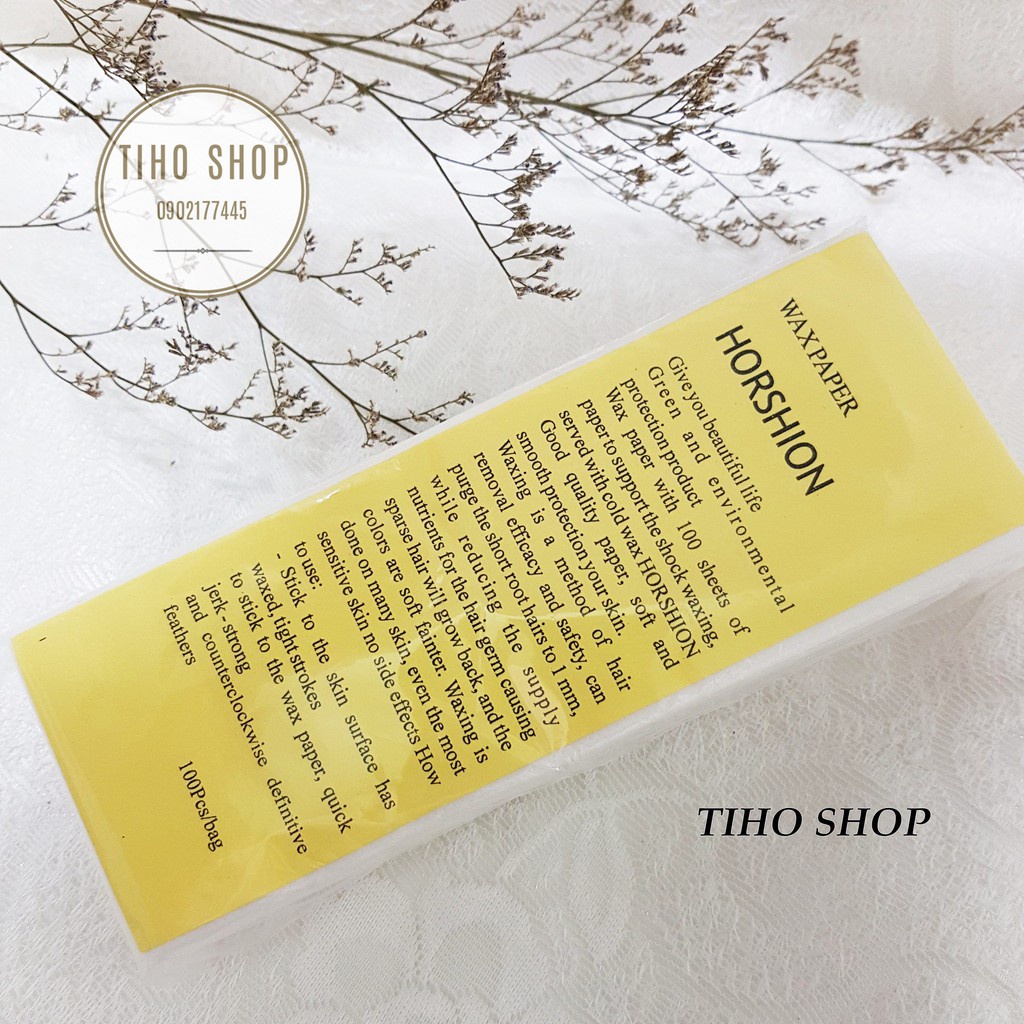 TIHO SHOP
0902177445
WAX PAPER
HORSHION
Give you beautiful life
Green and environmental
protection product
Wax paper with 100 sheets of
paper to support the shock waxing,
served with cold wax HORSHION
Good quality paper, soft and
smooth protection your skin.
Waxing is a method of hair
removal efficacy and safety, can
purge the short root hairs to 1 mm,
while reducing the supply
nutrients for the hair germ causing
sparse hair will grow back, and the
colors are soft fainter. Waxing is
done on many skin, even the most
sensitive skin no side effects How
to use:
- Stick to the skin surface has
waxed, tight strokes
to stick to the wax paper, quick
jerk - strong
and counterclockwise definitive
feathers
100Pcs/bag
TIHO SHOP